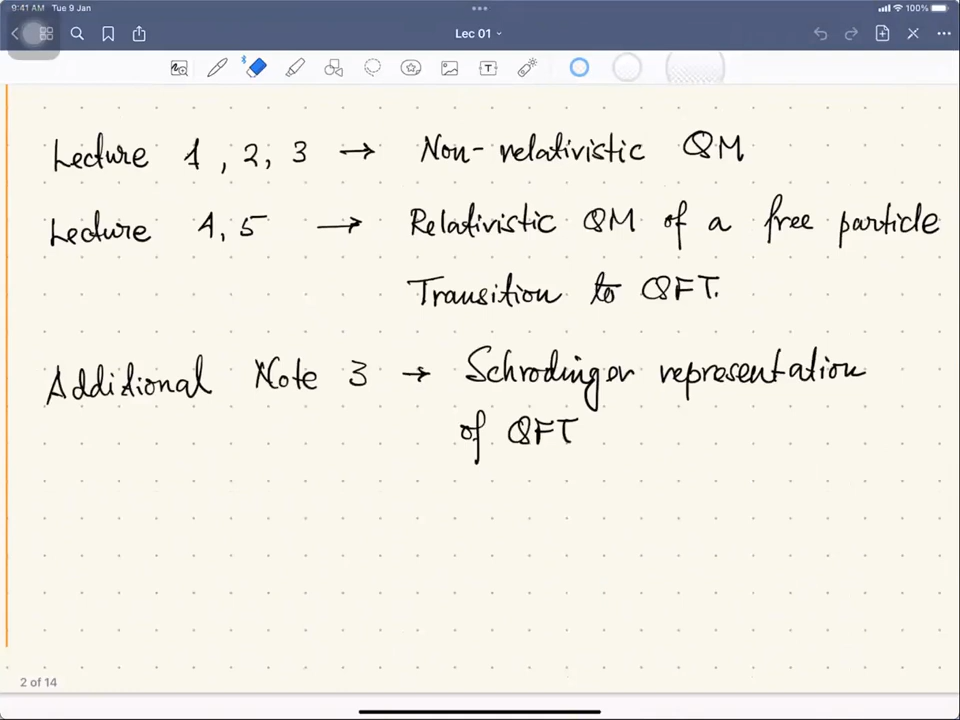 9:41 AM Tue 9 Jan
100%
Lec 01
Lecture 1, 2, 3 → Non-relativistic QM
Lecture 4, 5 → Relativistic QM of a free particle
Transition to QFT.
Additional Note 3 → Schrodinger representation
of QFT
2 of 14